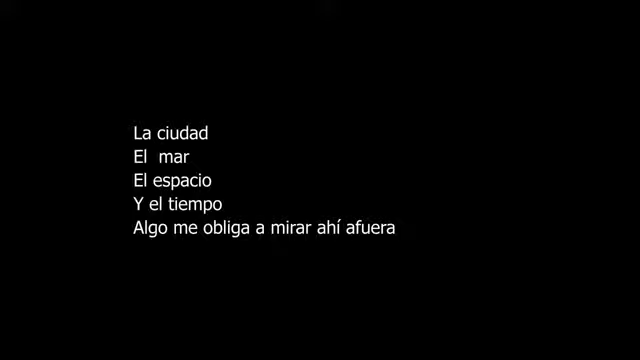 La ciudad
El  mar
El espacio
Y el tiempo
Algo me obliga a mirar ahí afuera